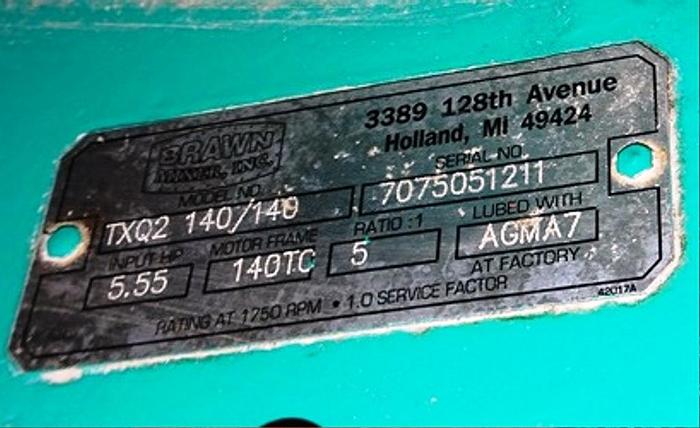 BRAWN
MIXER, INC.
3389 128th Avenue
Holland, MI 49424
MODEL NO.
TXQ2 140/140
SERIAL NO.
7075051211
INPUT HP
5.55
MOTOR FRAME
140TC
RATIO :1
5
LUBED WITH
AGMA7
AT FACTORY
RATING AT 1750 RPM • 1.0 SERVICE FACTOR
42017A